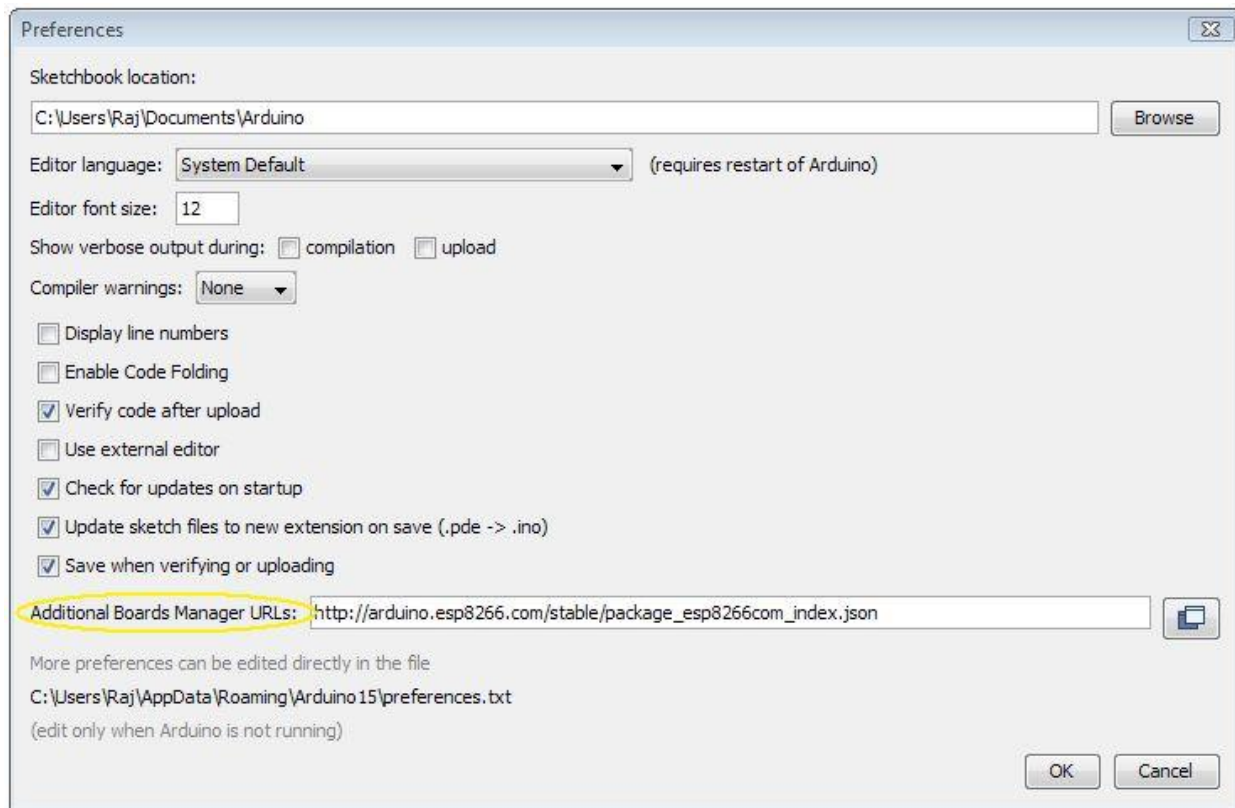 Preferences
Sketchbook location:
C:\Users\Raj\Documents\Arduino Browse
Editor language: System Default (requires restart of Arduino)
Editor font size: 12
Show verbose output during: compilation upload
Compiler warnings: None
Display line numbers
Enable Code Folding
Verify code after upload
Use external editor
Check for updates on startup
Update sketch files to new extension on save (.pde -> .ino)
Save when verifying or uploading
Additional Boards Manager URLs: http://arduino.esp8266.com/stable/package_esp8266com_index.json
More preferences can be edited directly in the file
C:\Users\Raj\AppData\Roaming\Arduino15\preferences.txt
(edit only when Arduino is not running)
OK Cancel